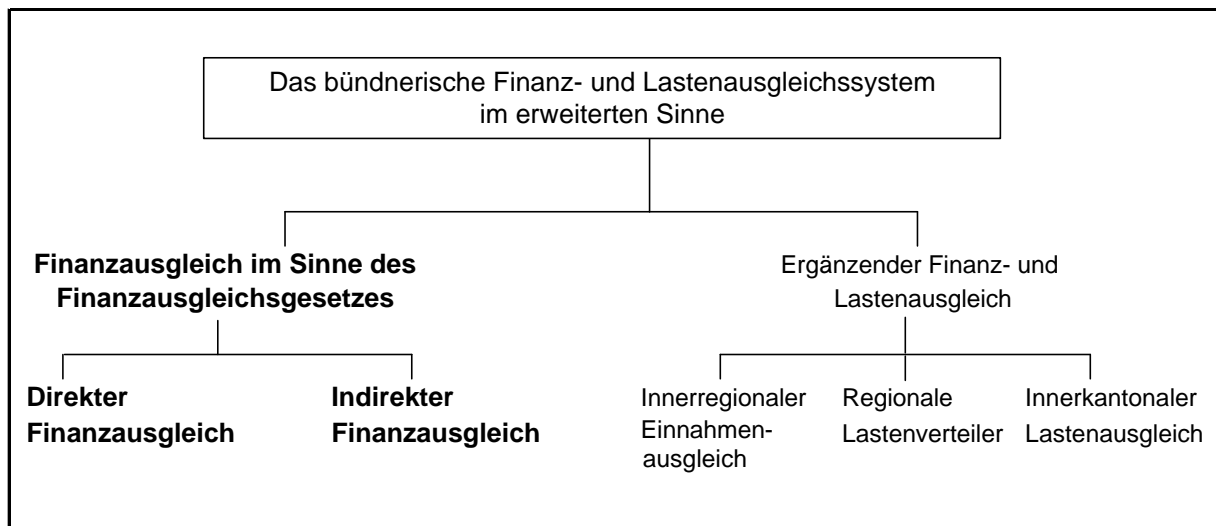 Das bündnerische Finanz- und Lastenausgleichssystem
im erweiterten Sinne
Finanzausgleich im Sinne des
Finanzausgleichsgesetzes
Ergänzender Finanz- und
Lastenausgleich
Direkter
Finanzausgleich
Indirekter
Finanzausgleich
Innerregionaler
Einnahmen-
ausgleich
Regionale
Lastenverteiler
Innerkantonaler
Lastenausgleich